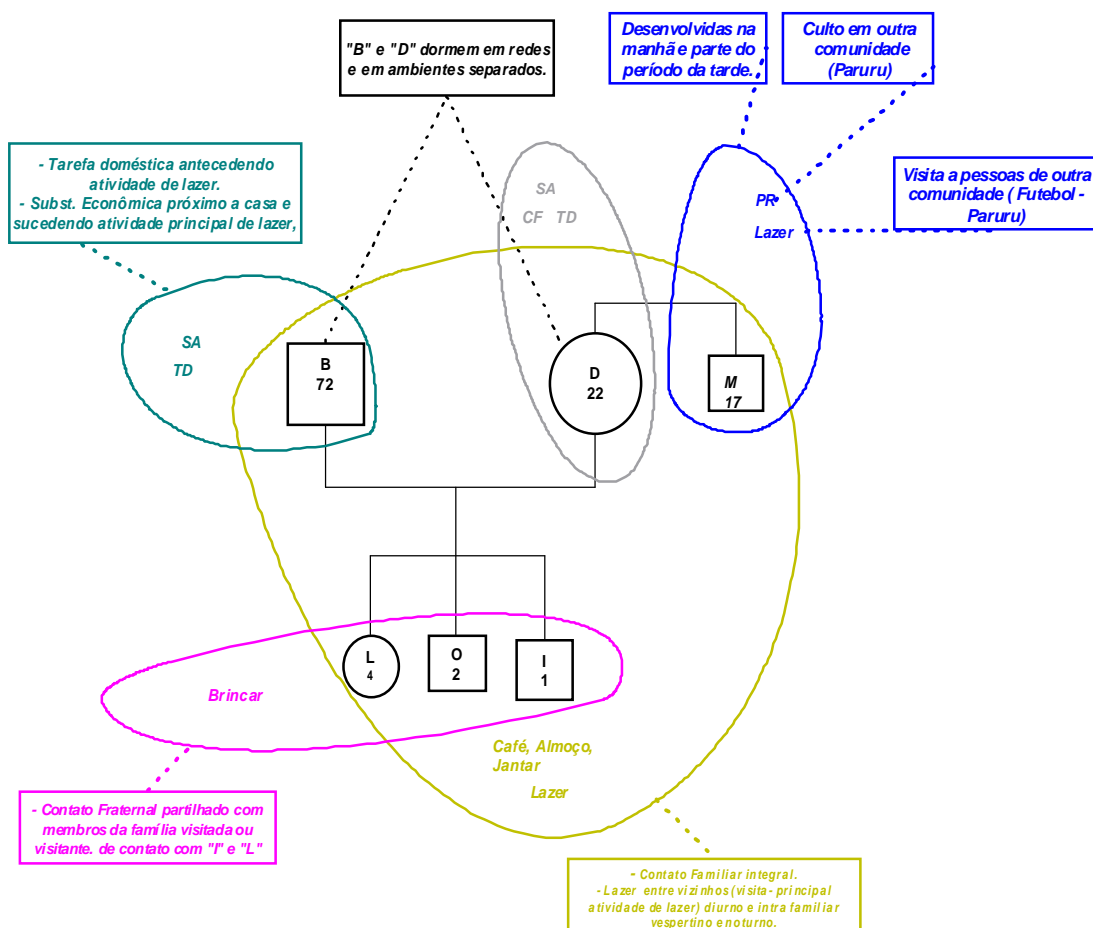 "B" e "D" dormem em redes
e em ambientes separados.
Desenvolvidas na
manhã e parte do
período da tarde.
Culto em outra
comunidade
(Paruru)
- Tarefa doméstica antecedendo
atividade de lazer.
- Subst. Econômica próximo a casa e
sucedendo atividade principal de lazer,
Visita a pessoas de outra
comunidade ( Futebol -
Paruru)
SA
CF TD
PR
Lazer
SA
TD
B
72
D
22
M
17
L
4
O
2
I
1
Brincar
Café, Almoço,
Jantar
Lazer
- Contato Fraternal partilhado com
membros da família visitada ou
visitante. de contato com "I" e "L"
- Contato Familiar integral.
- Lazer entre vizinhos (visita- principal
atividade de lazer) diurno e intra familiar
vespertino e noturno.